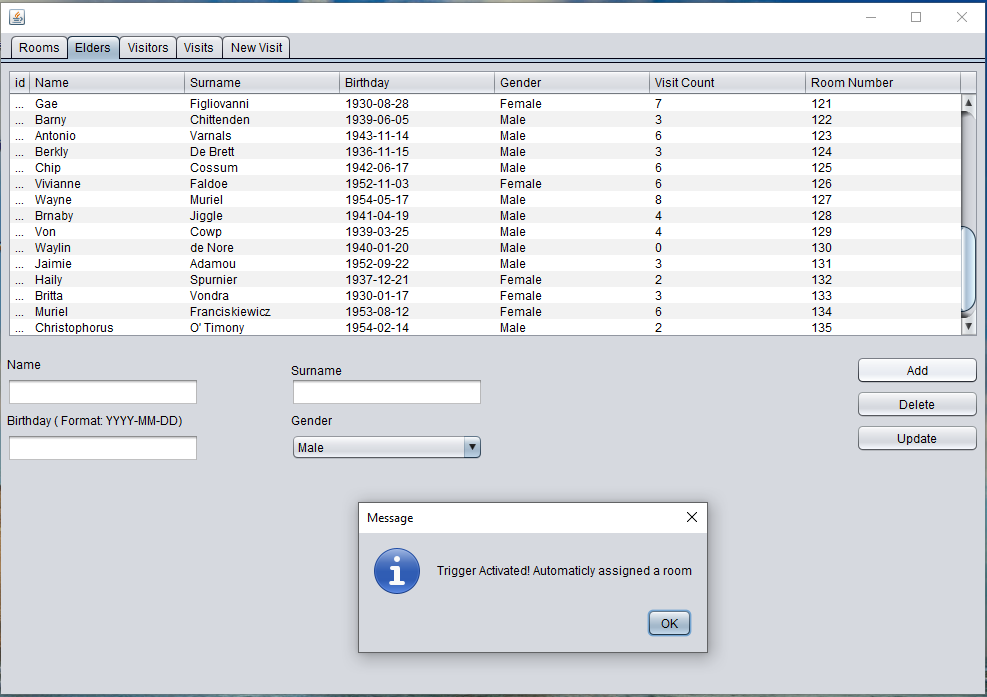 Rooms Elders Visitors Visits New Visit
id Name Surname Birthday Gender Visit Count Room Number
... Gae Figliovanni 1930-08-28 Female 7 121
... Barny Chittenden 1939-06-05 Male 3 122
... Antonio Varnals 1943-11-14 Male 6 123
... Berkly De Brett 1936-11-15 Male 3 124
... Chip Cossum 1942-06-17 Male 6 125
... Vivianne Faldoe 1952-11-03 Female 6 126
... Wayne Muriel 1954-05-17 Male 8 127
... Brnaby Jiggle 1941-04-19 Male 4 128
... Von Cowp 1939-03-25 Male 4 129
... Waylin de Nore 1940-01-20 Male 0 130
... Jaimie Adamou 1952-09-22 Male 3 131
... Haily Spurnier 1937-12-21 Female 2 132
... Britta Vondra 1930-01-17 Female 3 133
... Muriel Franciskiewicz 1953-08-12 Female 6 134
... Christophorus O' Timony 1954-02-14 Male 2 135
Name
Surname
Add
Delete
Birthday ( Format: YYYY-MM-DD) Gender
Update
Male
Message
Trigger Activated! Automaticly assigned a room
OK